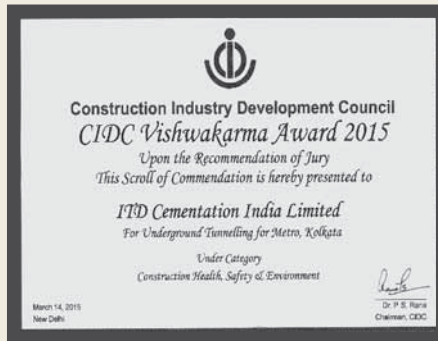 Construction Industry Development Council
CIDC Vishwakarma Award 2015
Upon the Recommendation of Jury
This Scroll of Commendation is hereby presented to
ITD Cementation India Limited
For Underground Tunnelling for Metro, Kolkata
Under Category
Construction Health, Safety & Environment
March 14, 2015
New Delhi
Dr. P. S. Rana
Chairman, CIDC